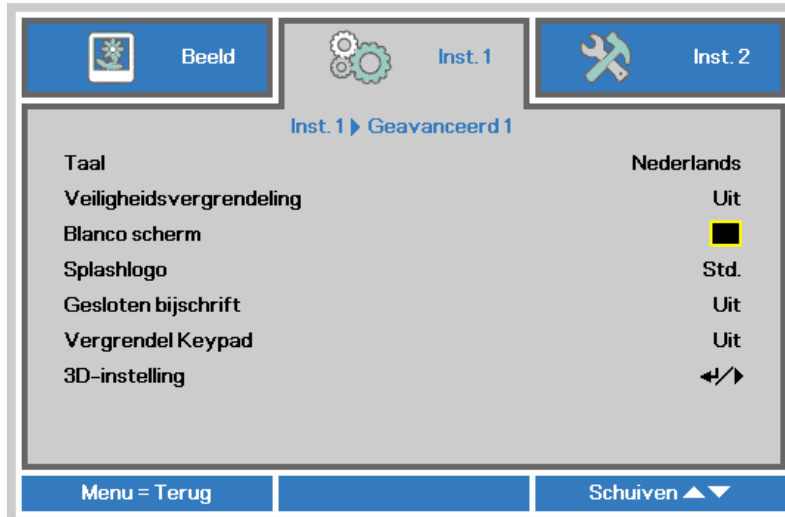 Beeld
Inst. 1
Inst. 2
Inst. 1 Geavanceerd 1
Taal Nederlands
Veiligheidsvergrendeling Uit
Blanco scherm
Splashlogo Std.
Gesloten bijschrift Uit
Vergrendel Keypad Uit
3D-instelling ↵/▶
Menu = Terug
Schuiven ▲▼